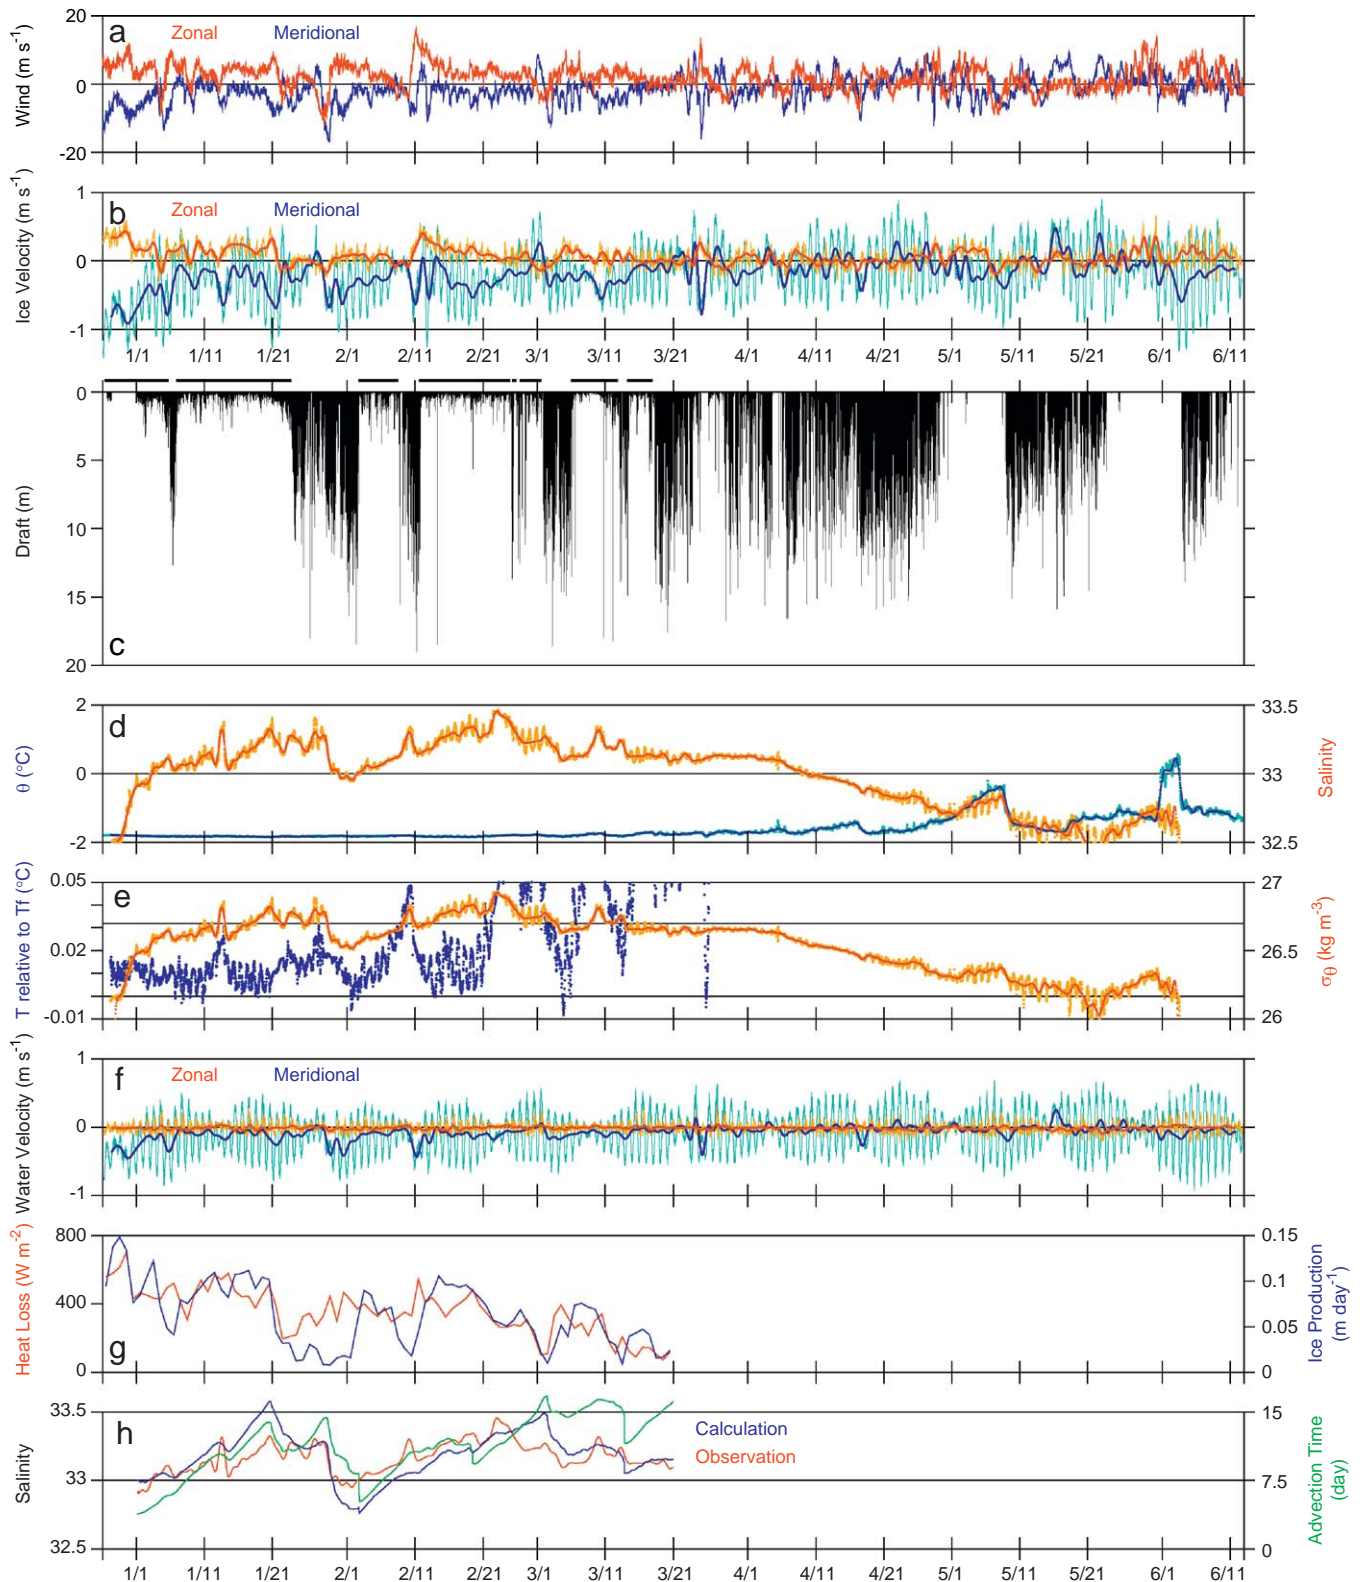 a
Zonal Meridional
Wind (m s-1)
20
0
-20
b
Zonal Meridional
Ice Velocity (m s-1)
1
0
-1
1/1 1/11 1/21 2/1 2/11 2/21 3/1 3/11 3/21 4/1 4/11 4/21 5/1 5/11 5/21 6/1 6/11
c
Draft (m)
0
5
10
15
20
d
θ (°C)
2
0
-2
33.5
33
32.5
Salinity
e
T relative to Tf (°C)
0.05
0.02
-0.01
27
26.5
26
σθ (kg m-3)
f
Zonal Meridional
Water Velocity (m s-1)
1
0
-1
g
Heat Loss (W m-2)
800
400
0
0.15
0.1
0.05
0
Ice Production
(m day-1)
h
Calculation
Observation
Salinity
33.5
33
32.5
15
7.5
0
Advection Time
(day)
1/1 1/11 1/21 2/1 2/11 2/21 3/1 3/11 3/21 4/1 4/11 4/21 5/1 5/11 5/21 6/1 6/11